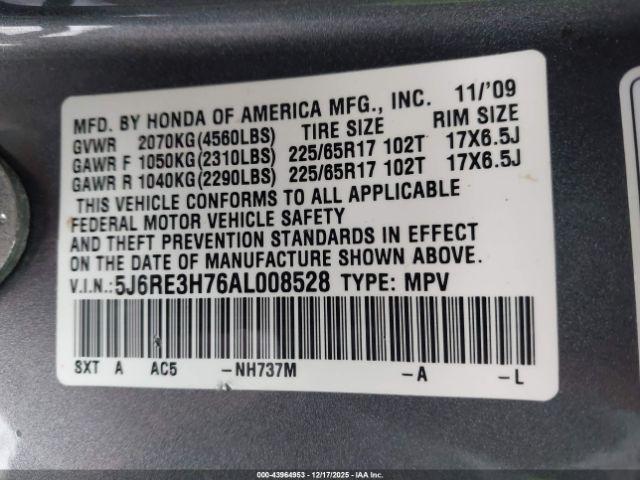 MFD. BY HONDA OF AMERICA MFG., INC. 11/'09
GVWR 2070KG(4560LBS) TIRE SIZE RIM SIZE
GAWR F 1050KG(2310LBS) 225/65R17 102T 17X6.5J
GAWR R 1040KG(2290LBS) 225/65R17 102T 17X6.5J
THIS VEHICLE CONFORMS TO ALL APPLICABLE
FEDERAL MOTOR VEHICLE SAFETY
AND THEFT PREVENTION STANDARDS IN EFFECT
ON THE DATE OF MANUFACTURE SHOWN ABOVE.
V.I.N.:5J6RE3H76AL008528 TYPE: MPV
SXT A AC5 -NH737M -A -L
000-43964953 | 12/17/2025 | IAAI.COM